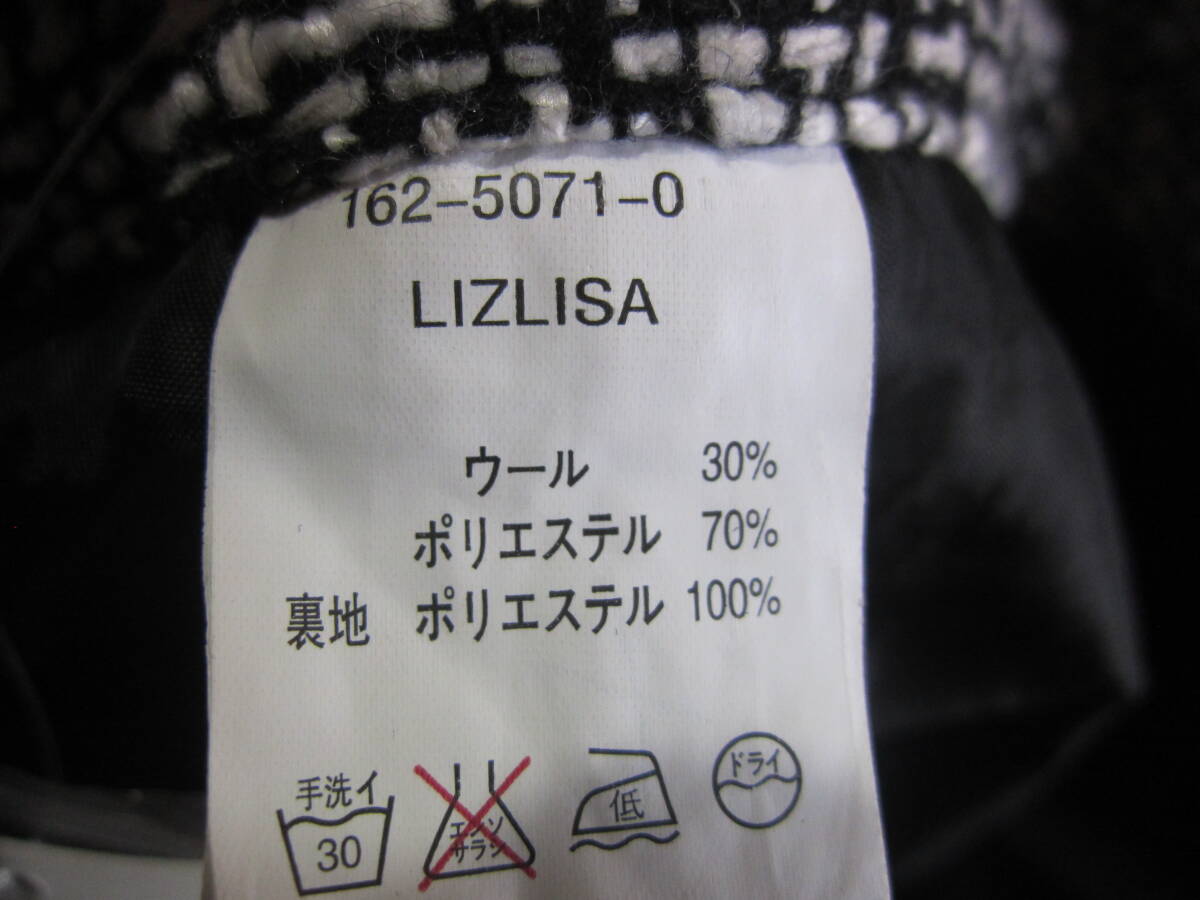 162-5071-0
LIZLISA
ウール 30%
ポリエステル 70%
裏地 ポリエステル 100%
手洗イ
30
エンソ
サラシ
低
ドライ